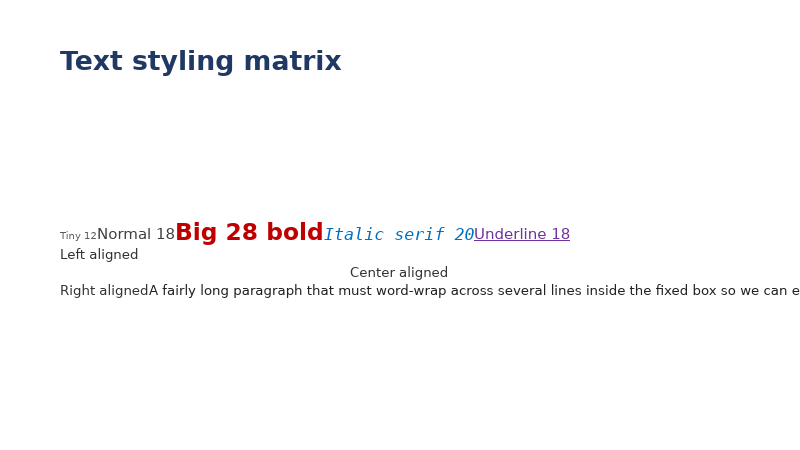 Text styling matrix
Tiny 12Normal 18Big 28 boldItalic serif 20Underline 18
Left aligned
Center aligned
Right alignedA fairly long paragraph that must word-wrap across several lines inside the fixed box so we can e